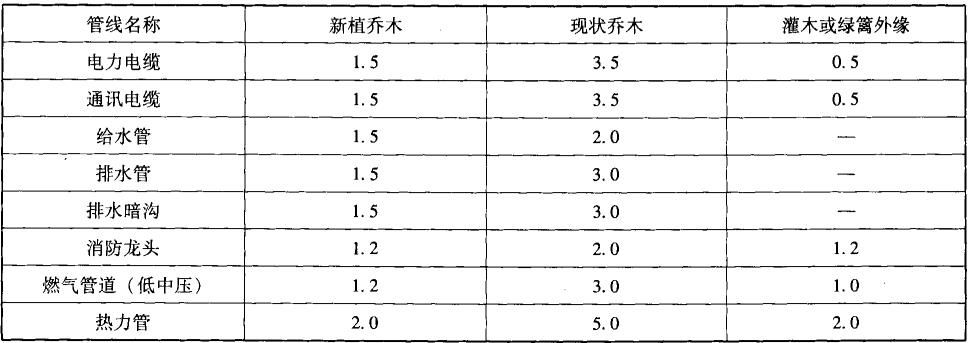 管线名称 新植乔木 现状乔木 灌木或绿篱外缘
电力电缆 1.5 3.5 0.5
通讯电缆 1.5 3.5 0.5
给水管 1.5 2.0 —
排水管 1.5 3.0 —
排水暗沟 1.5 3.0 —
消防龙头 1.2 2.0 1.2
燃气管道（低中压） 1.2 3.0 1.0
热力管 2.0 5.0 2.0